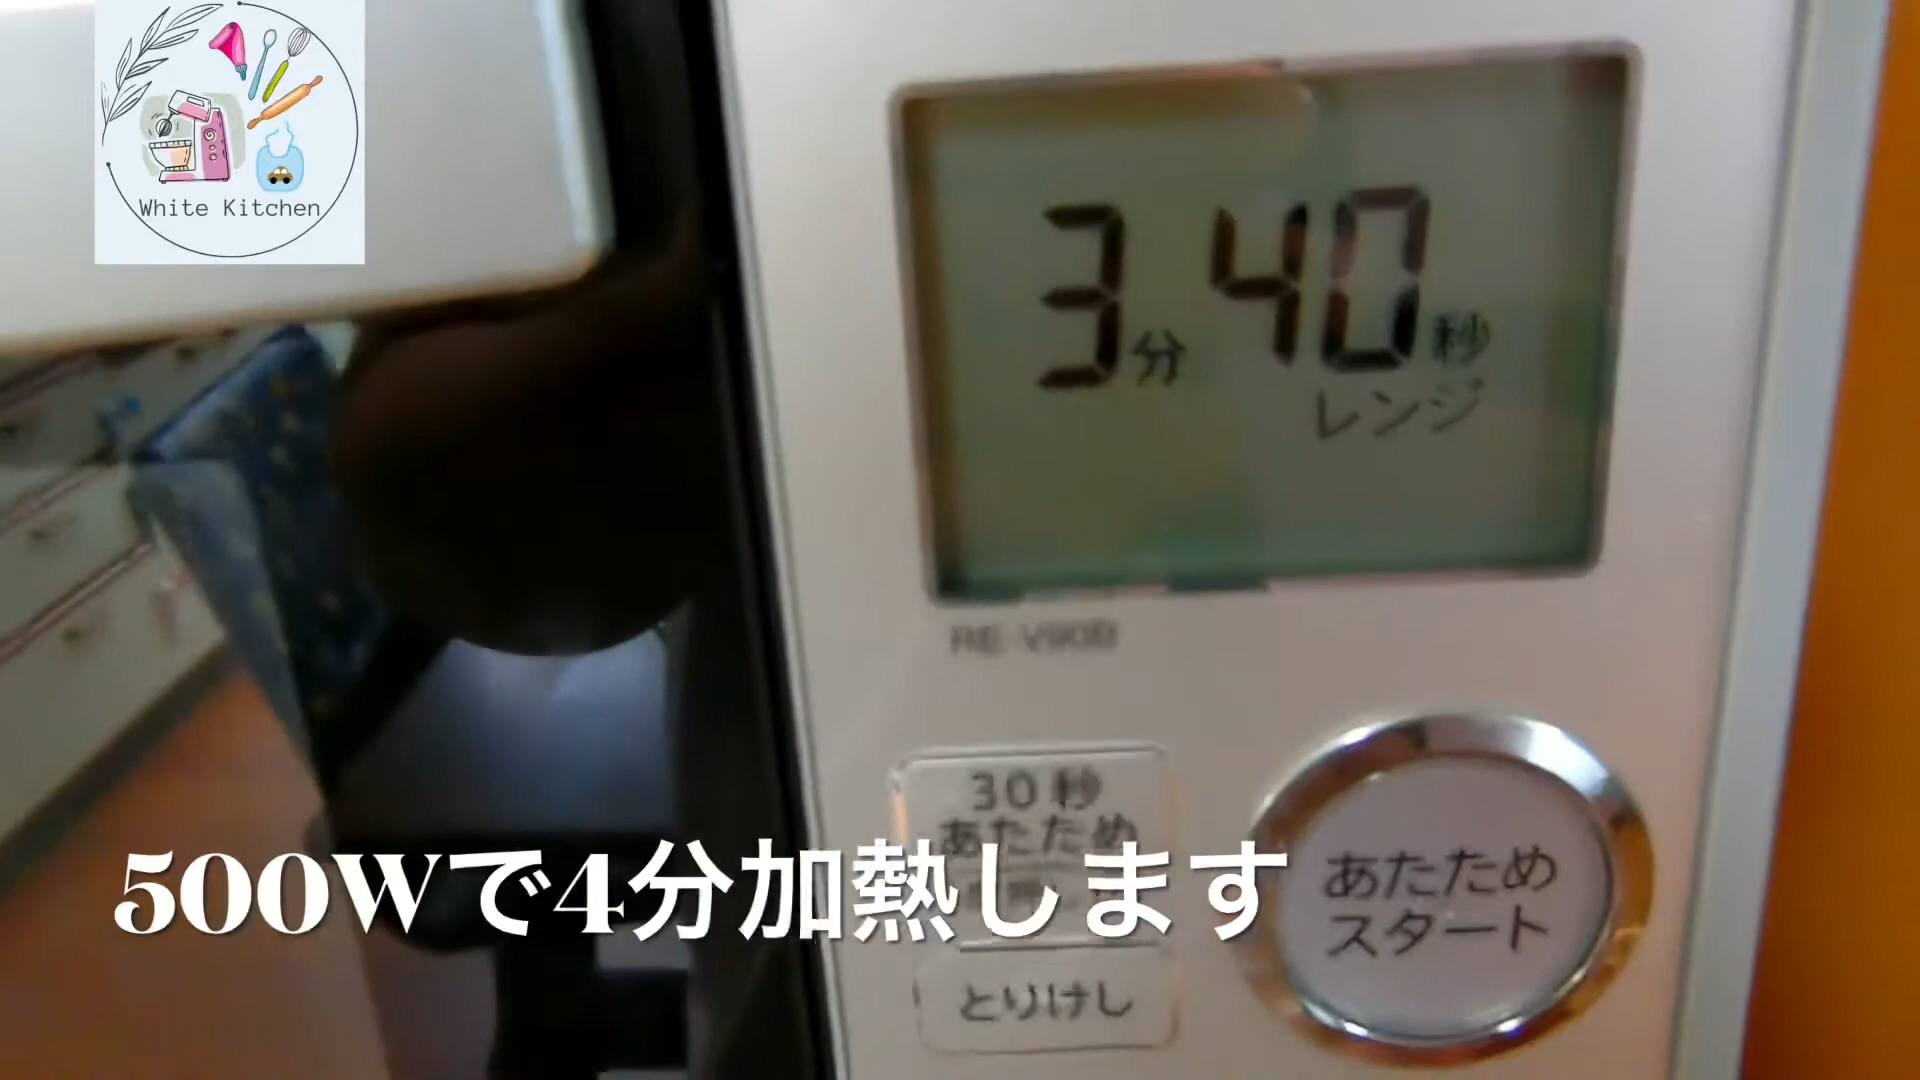 White Kitchen
3分40秒
レンジ
30秒
あたため
500Wで4分加熱します
あたため
スタート
とりけし